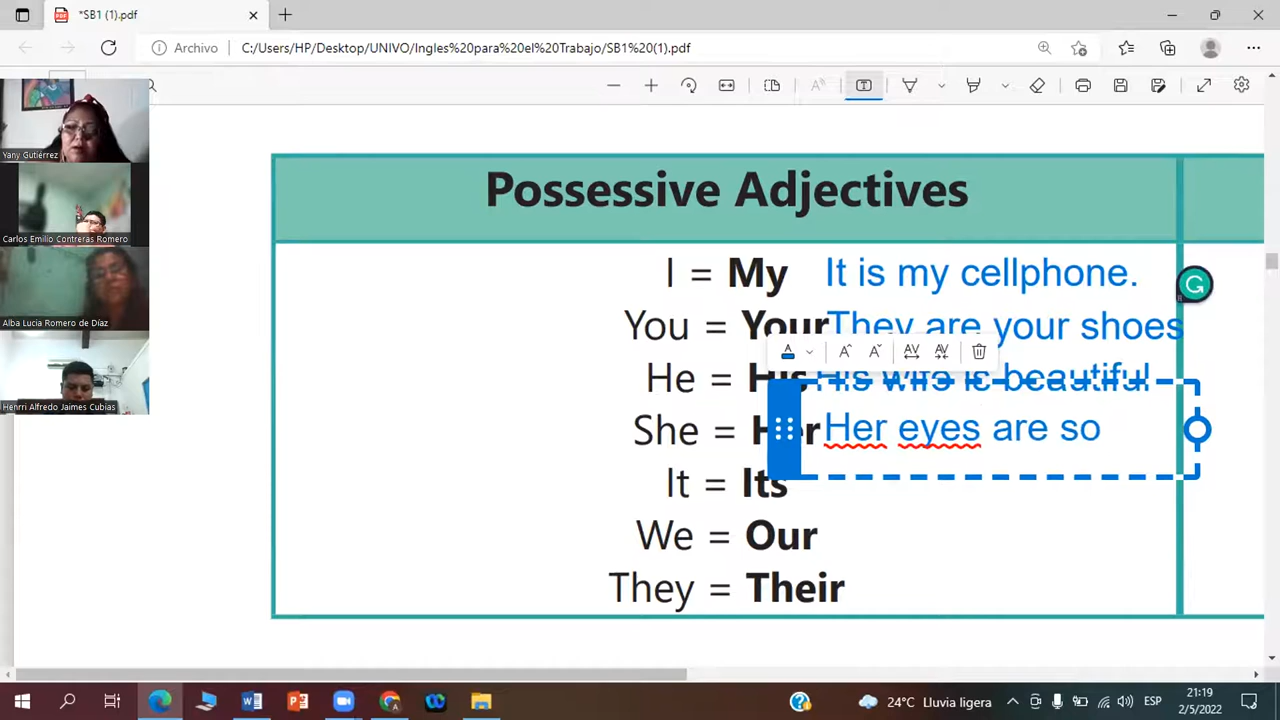 *SB1 (1).pdf
Archivo C:/Users/HP/Desktop/UNIVO/Ingles%20para%20el%20Trabajo/SB1%20(1).pdf
Yany Gutiérrez
Carlos Emilio Contreras Romero
Alba Lucia Romero de Díaz
Henrri Alfredo Jaimes Cubias
Possessive Adjectives
I = My It is my cellphone.
You = Your They are your shoes
He = His His wife is beautiful
She = Her Her eyes are so
It = Its
We = Our
They = Their
24°C Lluvia ligera ESP 21:19
2/5/2022